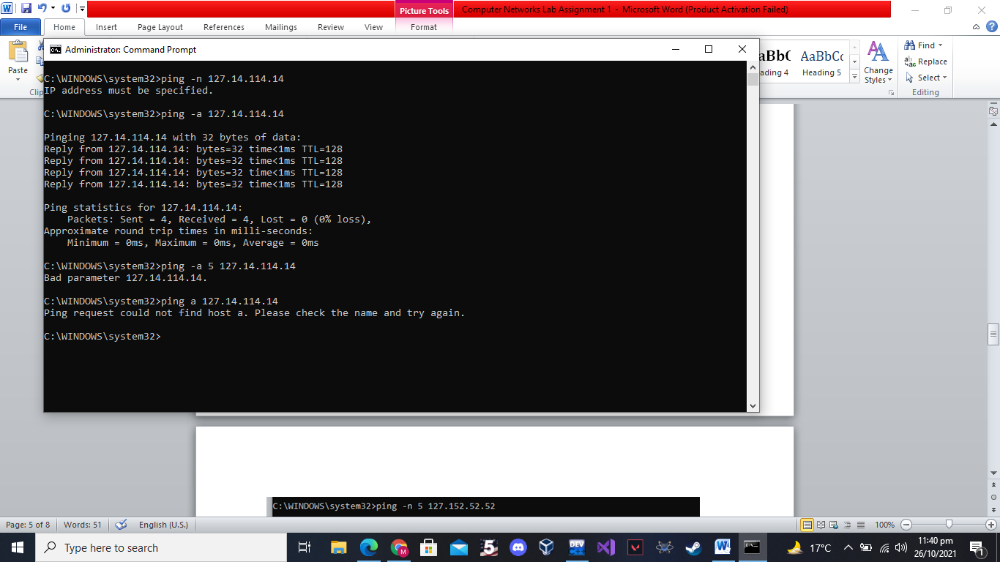 Picture Tools
Computer Networks Lab Assignment 1 - Microsoft Word (Product Activation Failed)
File Home Insert Page Layout References Mailings Review View Format
Administrator: Command Prompt
Paste
AaBbCc
Heading 5
Change
Styles
Find
Replace
Select
Editing
C:\WINDOWS\system32>ping -n 127.14.114.14
IP address must be specified.
C:\WINDOWS\system32>ping -a 127.14.114.14
Pinging 127.14.114.14 with 32 bytes of data:
Reply from 127.14.114.14: bytes=32 time<1ms TTL=128
Reply from 127.14.114.14: bytes=32 time<1ms TTL=128
Reply from 127.14.114.14: bytes=32 time<1ms TTL=128
Reply from 127.14.114.14: bytes=32 time<1ms TTL=128
Ping statistics for 127.14.114.14:
Packets: Sent = 4, Received = 4, Lost = 0 (0% loss),
Approximate round trip times in milli-seconds:
Minimum = 0ms, Maximum = 0ms, Average = 0ms
C:\WINDOWS\system32>ping -a 5 127.14.114.14
Bad parameter 127.14.114.14.
C:\WINDOWS\system32>ping a 127.14.114.14
Ping request could not find host a. Please check the name and try again.
C:\WINDOWS\system32>
C:\WINDOWS\system32>ping -n 5 127.152.52.52
Page: 5 of 8 Words: 51 English (U.S.) 100%
Type here to search
DEV
17°C
11:40 pm
26/10/2021
1